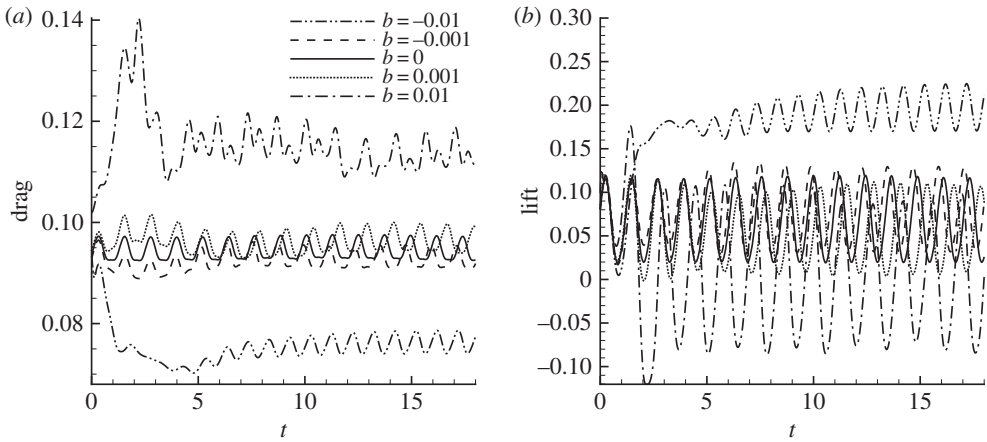 (a)
0.14
0.12
0.10
0.08
drag
0
5
10
15
t
b = –0.01
b = –0.001
b = 0
b = 0.001
b = 0.01
(b)
0.30
0.25
0.20
0.15
0.10
0.05
0
–0.05
–0.10
lift
0
5
10
15
t